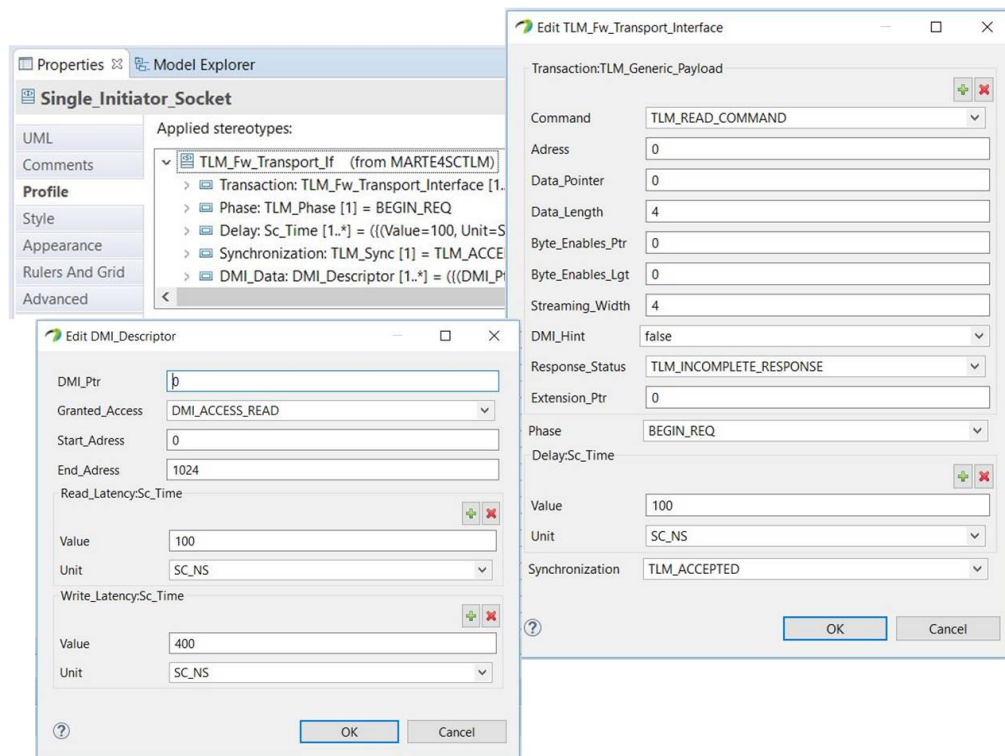 Properties
Model Explorer
Single_Initiator_Socket
UML
Comments
Profile
Style
Appearance
Rulers And Grid
Advanced
Applied stereotypes:
TLM_Fw_Transport_If (from MARTE4SCTLM)
Transaction: TLM_Fw_Transport_Interface [1..
Phase: TLM_Phase [1] = BEGIN_REQ
Delay: Sc_Time [1..*] = ({(Value=100, Unit=S
Synchronization: TLM_Sync [1] = TLM_ACCE
DMI_Data: DMI_Descriptor [1..*] = ({((DMI_Pt
Edit TLM_Fw_Transport_Interface
Transaction:TLM_Generic_Payload
Command TLM_READ_COMMAND
Adress 0
Data_Pointer 0
Data_Length 4
Byte_Enables_Ptr 0
Byte_Enables_Lgt 0
Streaming_Width 4
DMI_Hint false
Response_Status TLM_INCOMPLETE_RESPONSE
Extension_Ptr 0
Phase BEGIN_REQ
Delay:Sc_Time
Value 100
Unit SC_NS
Synchronization TLM_ACCEPTED
? OK Cancel
Edit DMI_Descriptor
DMI_Ptr 0
Granted_Access DMI_ACCESS_READ
Start_Adress 0
End_Adress 1024
Read_Latency:Sc_Time
Value 100
Unit SC_NS
Write_Latency:Sc_Time
Value 400
Unit SC_NS
? OK Cancel